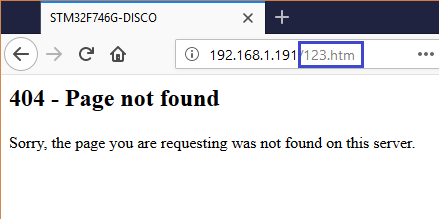 STM32F746G-DISCO
192.168.1.191/123.htm
404 - Page not found
Sorry, the page you are requesting was not found on this server.